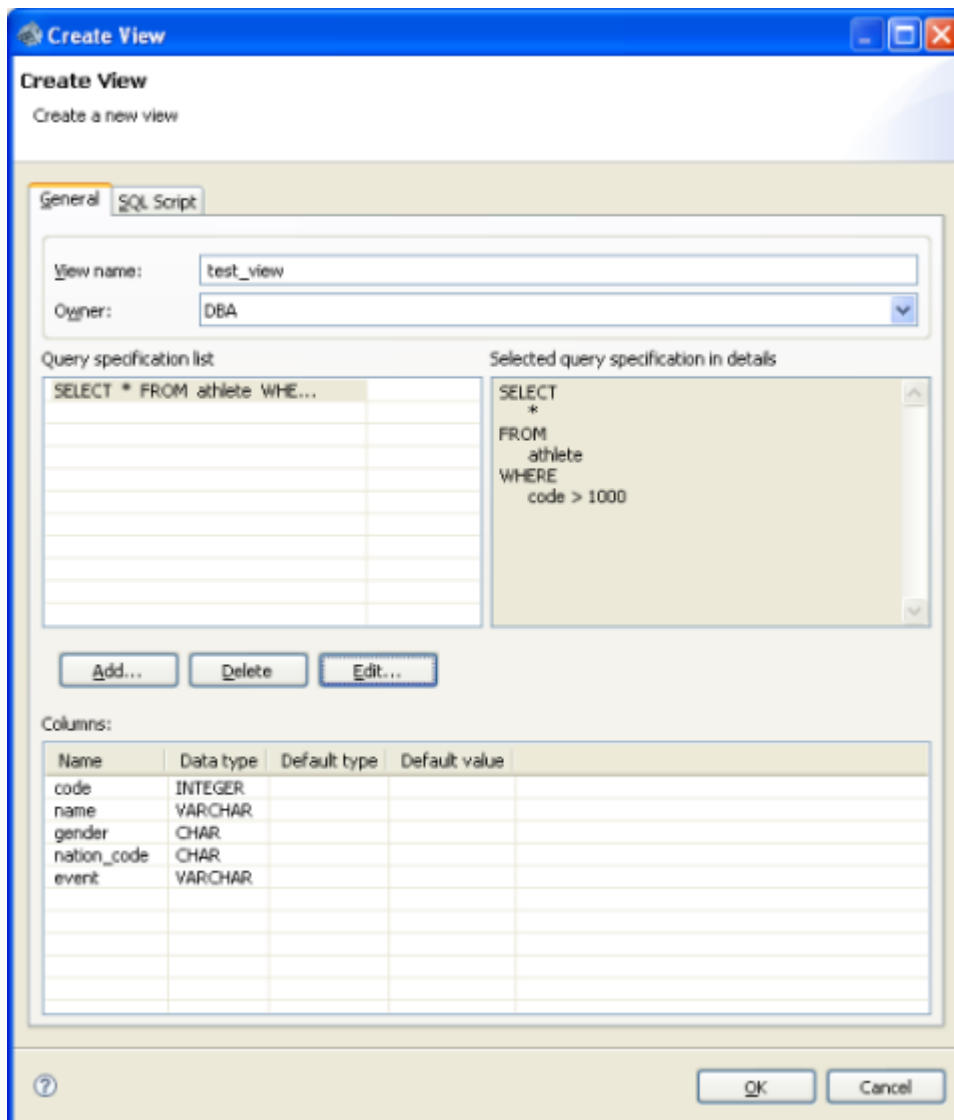 Create View
Create View
Create a new view
General SQL Script
View name: test_view
Owner: DBA
Query specification list
SELECT * FROM athlete WHE...
Selected query specification in details
SELECT
*
FROM
athlete
WHERE
code > 1000
Add... Delete Edit...
Columns:
Name Data type Default type Default value
code INTEGER
name VARCHAR
gender CHAR
nation_code CHAR
event VARCHAR
? OK Cancel